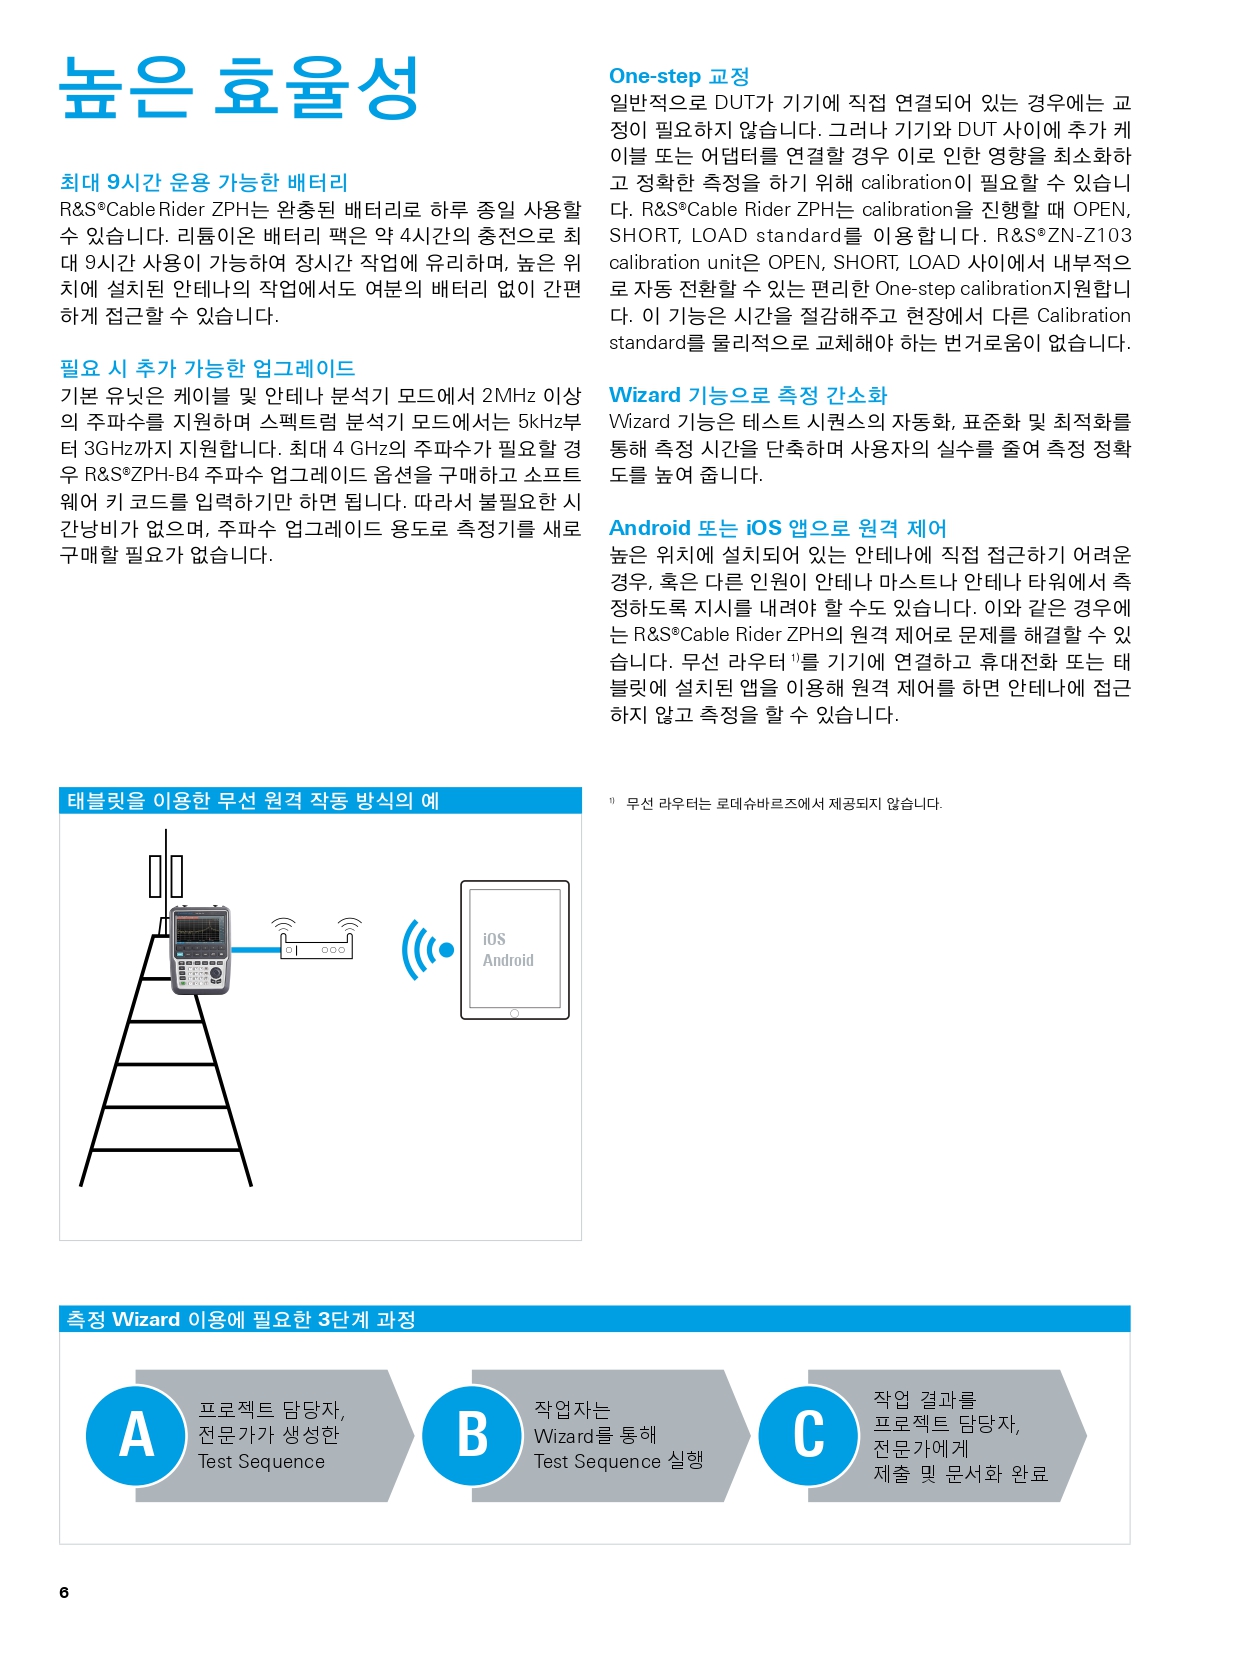 높은 효율성
최대 9시간 운용 가능한 배터리
R&S®Cable Rider ZPH는 완충된 배터리로 하루 종일 사용할
수 있습니다. 리튬이온 배터리 팩은 약 4시간의 충전으로 최
대 9시간 사용이 가능하여 장시간 작업에 유리하며, 높은 위
치에 설치된 안테나의 작업에서도 여분의 배터리 없이 간편
하게 접근할 수 있습니다.
필요 시 추가 가능한 업그레이드
기본 유닛은 케이블 및 안테나 분석기 모드에서 2MHz 이상
의 주파수를 지원하며 스펙트럼 분석기 모드에서는 5kHz부
터 3GHz까지 지원합니다. 최대 4 GHz의 주파수가 필요할 경
우 R&S®ZPH-B4 주파수 업그레이드 옵션을 구매하고 소프트
웨어 키 코드를 입력하기만 하면 됩니다. 따라서 불필요한 시
간낭비가 없으며, 주파수 업그레이드 용도로 측정기를 새로
구매할 필요가 없습니다.
One-step 교정
일반적으로 DUT가 기기에 직접 연결되어 있는 경우에는 교
정이 필요하지 않습니다. 그러나 기기와 DUT 사이에 추가 케
이블 또는 어댑터를 연결할 경우 이로 인한 영향을 최소화하
고 정확한 측정을 하기 위해 calibration이 필요할 수 있습니
다. R&S®Cable Rider ZPH는 calibration을 진행할 때 OPEN,
SHORT, LOAD standard를 이용합니다. R&S®ZN-Z103
calibration unit은 OPEN, SHORT, LOAD 사이에서 내부적으
로 자동 전환할 수 있는 편리한 One-step calibration지원합니
다. 이 기능은 시간을 절감해주고 현장에서 다른 Calibration
standard를 물리적으로 교체해야 하는 번거로움이 없습니다.
Wizard 기능으로 측정 간소화
Wizard 기능은 테스트 시퀀스의 자동화, 표준화 및 최적화를
통해 측정 시간을 단축하며 사용자의 실수를 줄여 측정 정확
도를 높여 줍니다.
Android 또는 iOS 앱으로 원격 제어
높은 위치에 설치되어 있는 안테나에 직접 접근하기 어려운
경우, 혹은 다른 인원이 안테나 마스트나 안테나 타워에서 측
정하도록 지시를 내려야 할 수도 있습니다. 이와 같은 경우에
는 R&S®Cable Rider ZPH의 원격 제어로 문제를 해결할 수 있
습니다. 무선 라우터 1)를 기기에 연결하고 휴대전화 또는 태
블릿에 설치된 앱을 이용해 원격 제어를 하면 안테나에 접근
하지 않고 측정을 할 수 있습니다.
태블릿을 이용한 무선 원격 작동 방식의 예
iOS
Android
1) 무선 라우터는 로데슈바르즈에서 제공되지 않습니다.
측정 Wizard 이용에 필요한 3단계 과정
A
프로젝트 담당자,
전문가가 생성한
Test Sequence
B
작업자는
Wizard를 통해
Test Sequence 실행
C
작업 결과를
프로젝트 담당자,
전문가에게
제출 및 문서화 완료
6